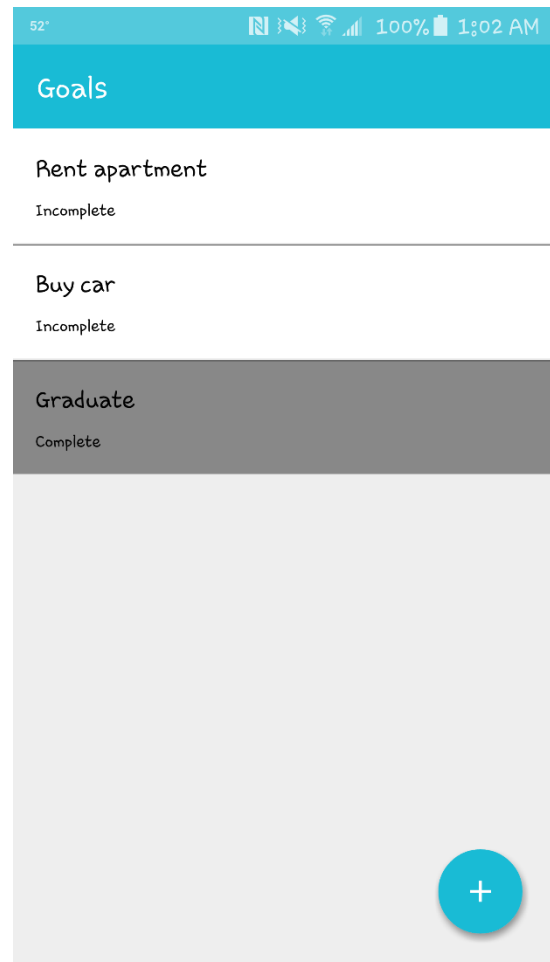 52° 100% 1:02 AM
Goals
Rent apartment
Incomplete
Buy car
Incomplete
Graduate
Complete
+